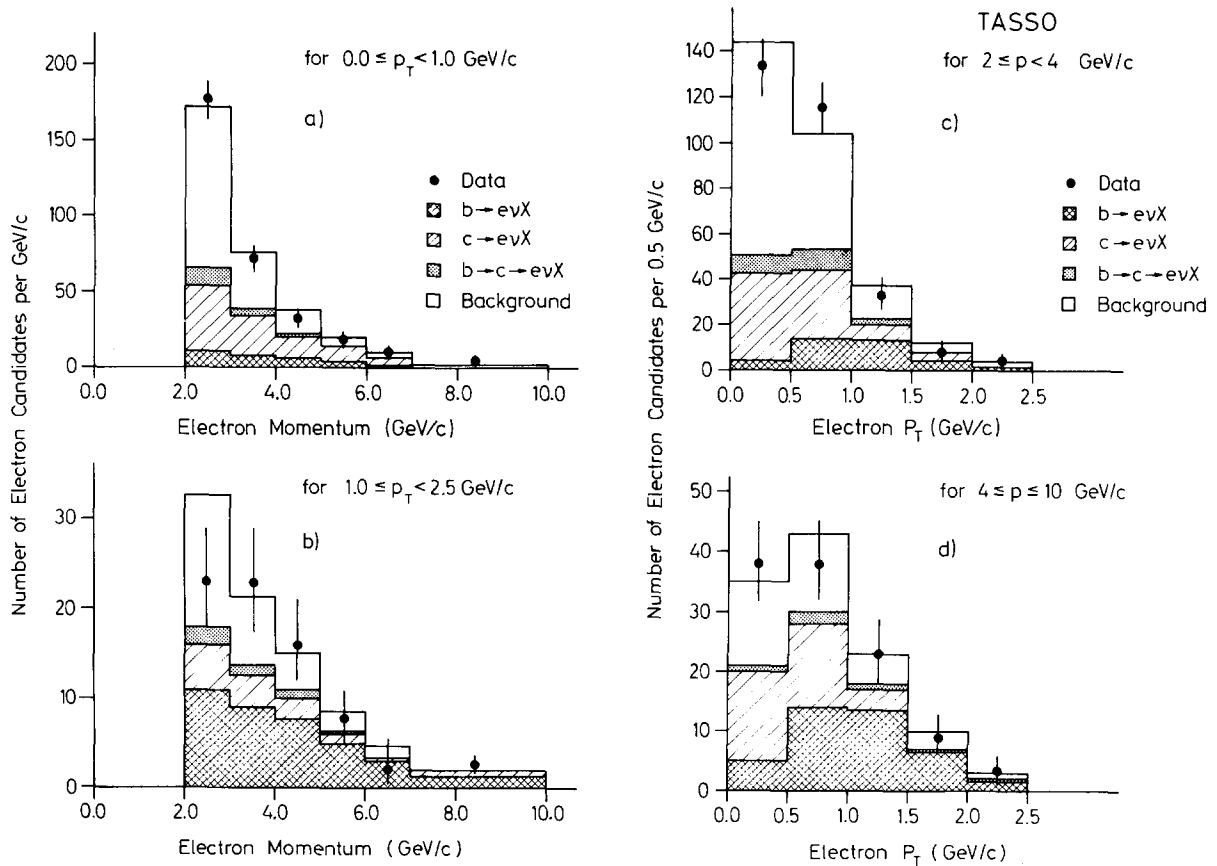 TASSO
Number of Electron Candidates per GeV/c
for 0.0 ≤ p_T < 1.0 GeV/c
a)
200
150
100
50
0
Data
b→eνX
c→eνX
b→c→eνX
Background
0.0 2.0 4.0 6.0 8.0 10.0
Electron Momentum (GeV/c)
for 1.0 ≤ p_T < 2.5 GeV/c
b)
30
20
10
0
0.0 2.0 4.0 6.0 8.0 10.0
Electron Momentum (GeV/c)
Number of Electron Candidates per 0.5 GeV/c
for 2 ≤ p < 4 GeV/c
c)
140
120
100
80
60
40
20
0
Data
b→eνX
c→eνX
b→c→eνX
Background
0.0 0.5 1.0 1.5 2.0 2.5
Electron P_T (GeV/c)
for 4 ≤ p ≤ 10 GeV/c
d)
50
40
30
20
10
0
0.0 0.5 1.0 1.5 2.0 2.5
Electron P_T (GeV/c)